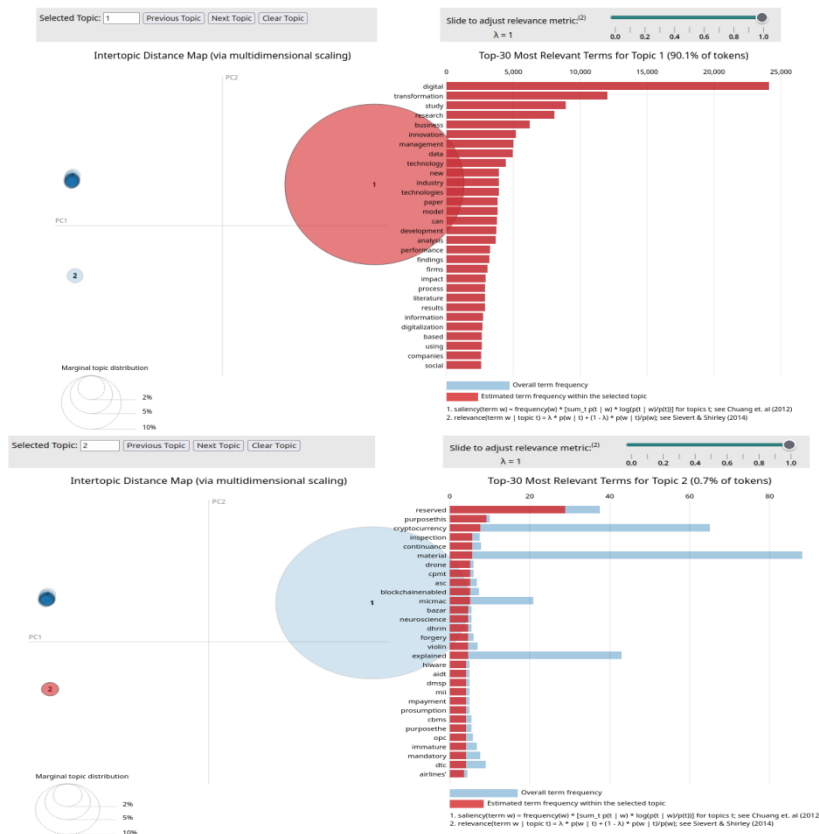 Selected Topic: 1 Previous Topic Next Topic Clear Topic
Slide to adjust relevance metric:(2)
λ = 1
0.0 0.2 0.4 0.6 0.8 1.0
Intertopic Distance Map (via multidimensional scaling)
PC2
PC1
1
2
Marginal topic distribution
2%
5%
10%
Top-30 Most Relevant Terms for Topic 1 (90.1% of tokens)
0 5,000 10,000 15,000 20,000 25,000
digital
transformation
study
research
business
innovation
management
data
technology
new
industry
technologies
paper
model
can
development
analysis
performance
findings
firms
impact
process
literature
results
information
digitalization
based
using
companies
social
Overall term frequency
Estimated term frequency within the selected topic
1. saliency(term w) = frequency(w) * [sum_t p(t | w) * log(p(t | w)/p(t))] for topics t; see Chuang et. al (2012)
2. relevance(term w | topic t) = λ * p(w | t) + (1 - λ) * p(w | t)/p(w); see Sievert & Shirley (2014)
Selected Topic: 2 Previous Topic Next Topic Clear Topic
Slide to adjust relevance metric:(2)
λ = 1
0.0 0.2 0.4 0.6 0.8 1.0
Intertopic Distance Map (via multidimensional scaling)
PC2
PC1
1
2
Marginal topic distribution
2%
5%
10%
Top-30 Most Relevant Terms for Topic 2 (0.7% of tokens)
0 20 40 60 80
reserved
purposethis
cryptocurrency
inspection
continuance
material
drone
cpmt
asc
blockchainenabled
micmac
bazar
neuroscience
dhrm
forgery
violin
explained
hiware
aidt
dmsp
mii
mpayment
prosumption
cbms
purposethe
opc
immature
mandatory
dtc
airlines'
Overall term frequency
Estimated term frequency within the selected topic
1. saliency(term w) = frequency(w) * [sum_t p(t | w) * log(p(t | w)/p(t))] for topics t; see Chuang et. al (2012
2. relevance(term w | topic t) = λ * p(w | t) + (1 - λ) * p(w | t)/p(w); see Sievert & Shirley (2014)